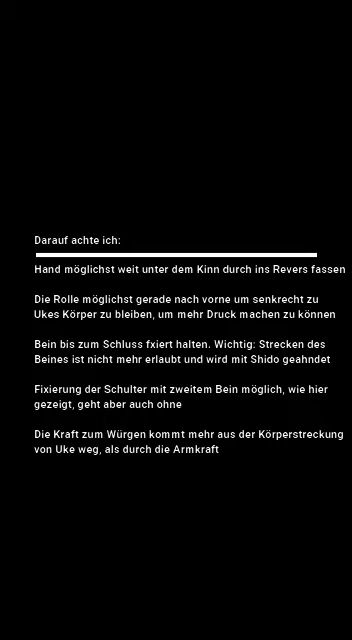 Darauf achte ich:
Hand möglichst weit unter dem Kinn durch ins Revers fassen
Die Rolle möglichst gerade nach vorne um senkrecht zu
Ukes Körper zu bleiben, um mehr Druck machen zu können
Bein bis zum Schluss fxiert halten. Wichtig: Strecken des
Beines ist nicht mehr erlaubt und wird mit Shido geahndet
Fixierung der Schulter mit zweitem Bein möglich, wie hier
gezeigt, geht aber auch ohne
Die Kraft zum Würgen kommt mehr aus der Körperstreckung
von Uke weg, als durch die Armkraft